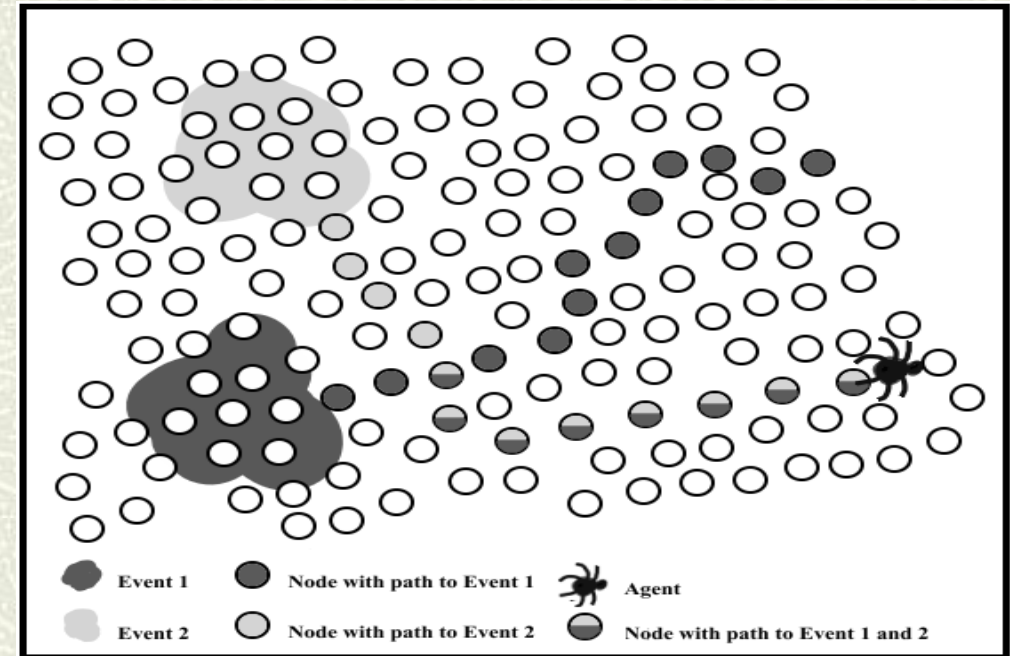 Event 1
Node with path to Event 1
Agent
Event 2
Node with path to Event 2
Node with path to Event 1 and 2